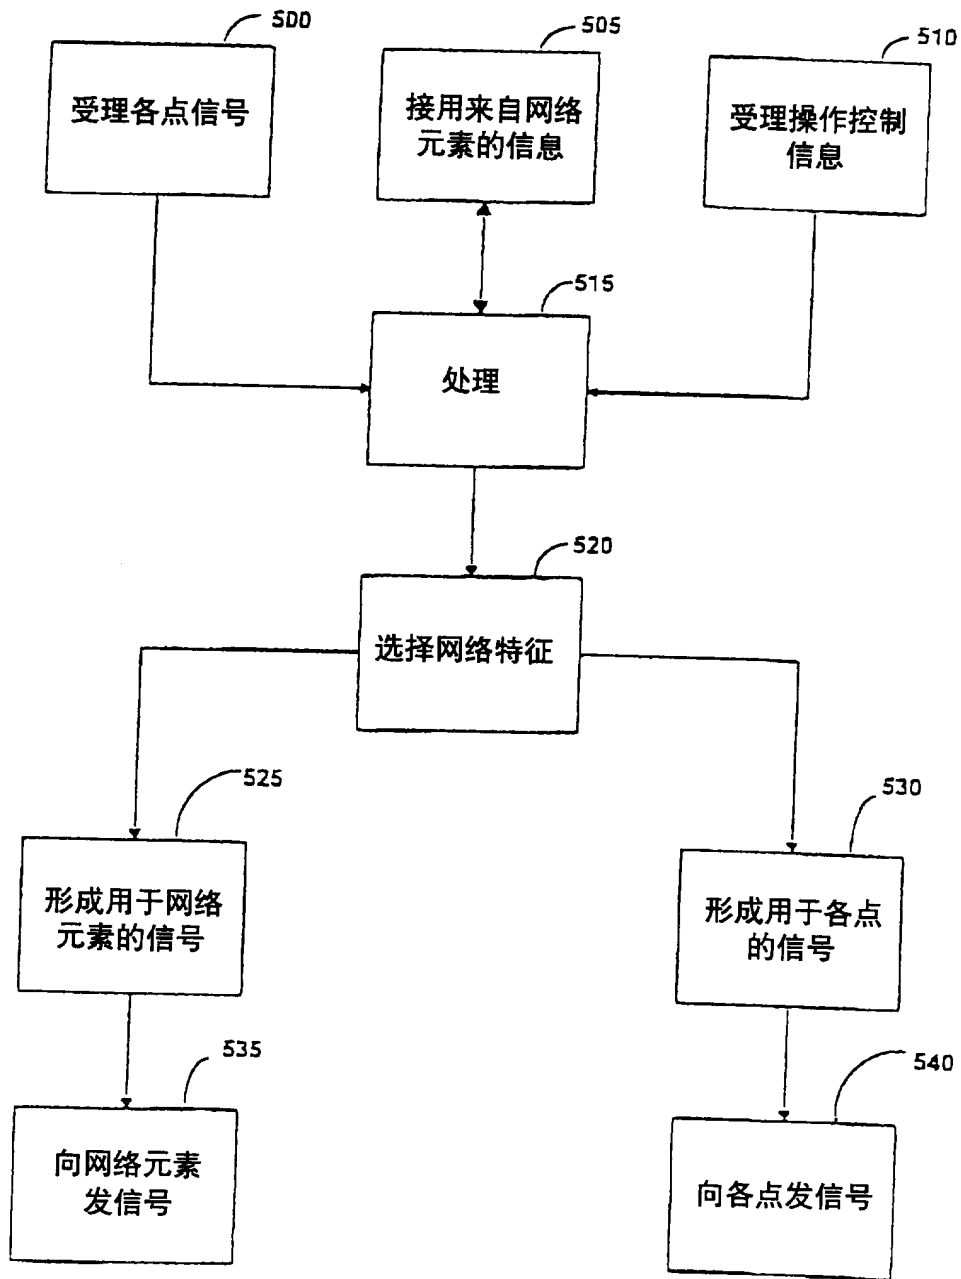 500
受理各点信号
505
接用来自网络
元素的信息
510
受理操作控制
信息
515
处理
520
选择网络特征
525
形成用于网络
元素的信号
530
形成用于各点
的信号
535
向网络元素
发信号
540
向各点发信号